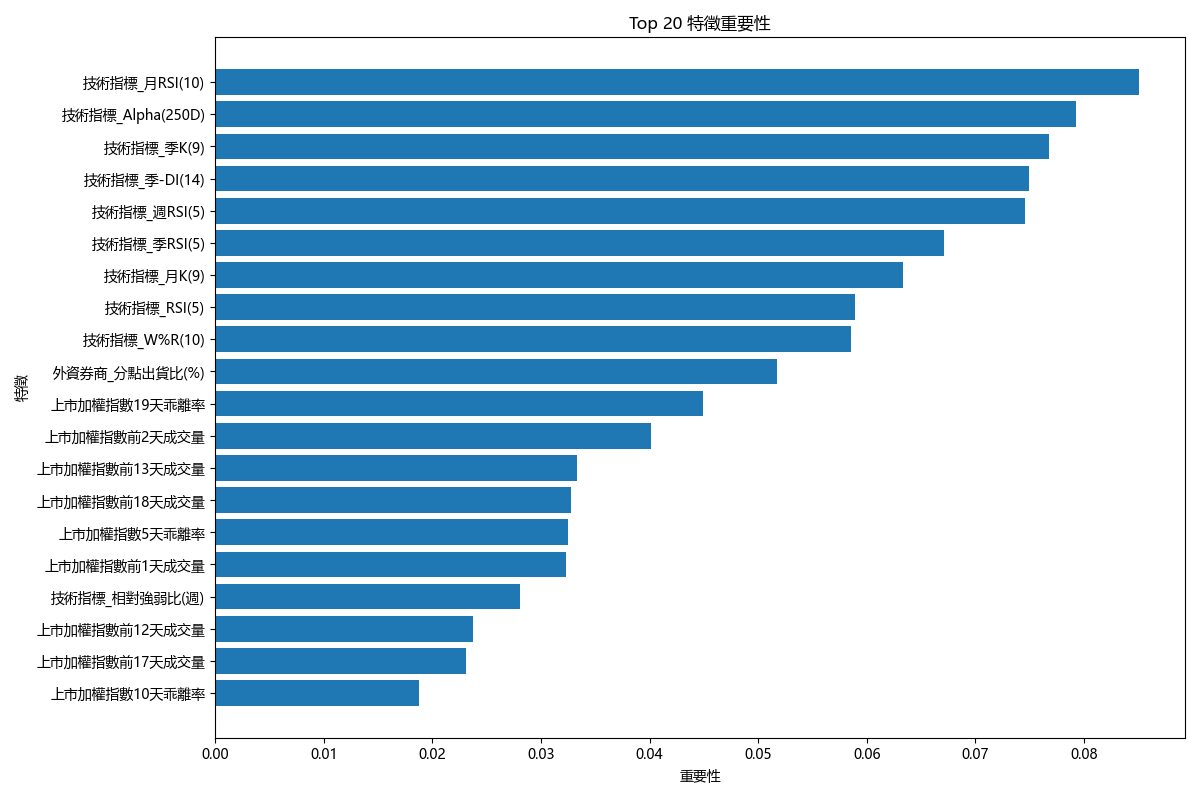 Top 20 特徵重要性
特徵
技術指標_月RSI(10)
技術指標_Alpha(250D)
技術指標_季K(9)
技術指標_季-DI(14)
技術指標_週RSI(5)
技術指標_季RSI(5)
技術指標_月K(9)
技術指標_RSI(5)
技術指標_W%R(10)
外資券商_分點出貨比(%)
上市加權指數19天乖離率
上市加權指數前2天成交量
上市加權指數前13天成交量
上市加權指數前18天成交量
上市加權指數5天乖離率
上市加權指數前1天成交量
技術指標_相對強弱比(週)
上市加權指數前12天成交量
上市加權指數前17天成交量
上市加權指數10天乖離率
0.00 0.01 0.02 0.03 0.04 0.05 0.06 0.07 0.08
重要性